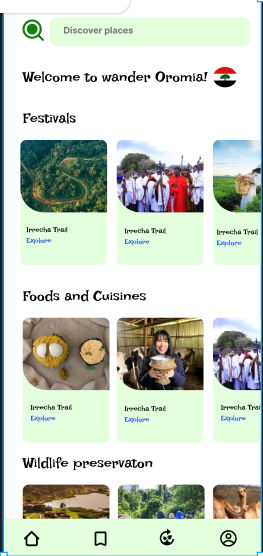 Discover places
Welcome to wander Oromia!
Festivals
Irrecha Trail
Explore
Irrecha Trail
Explore
Irrecha Trail
Explore
Foods and Cuisines
Irrecha Trail
Explore
Irrecha Trail
Explore
Irrecha Trai
Explore
Wildlife preservaton